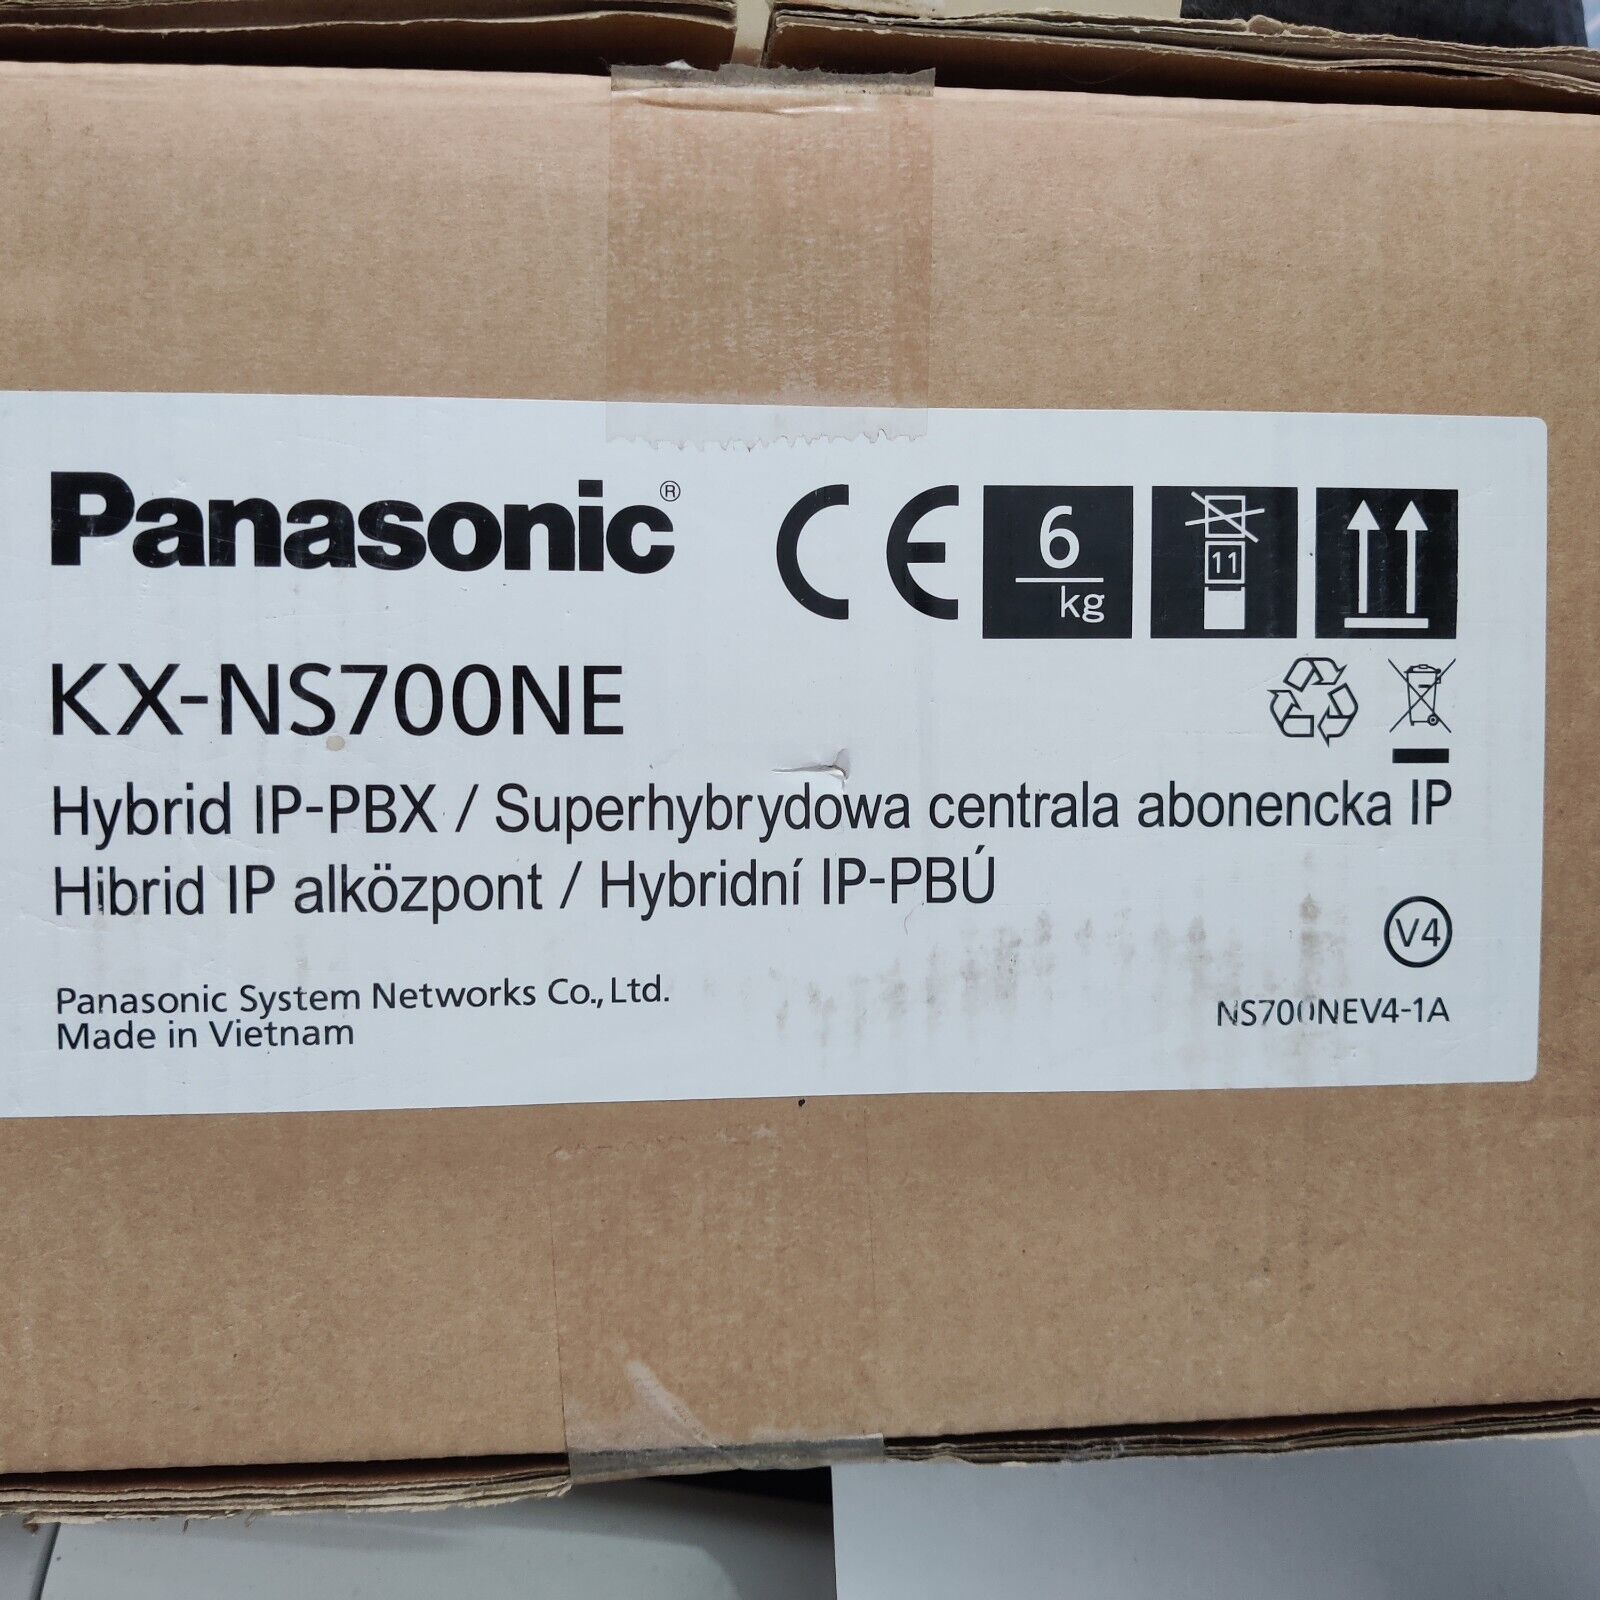 Panasonic®
CE
6
kg
11
KX-NS700NE
Hybrid IP-PBX / Superhybrydowa centrala abonencka IP
Hibrid IP alközpont / Hybridní IP-PBÚ
V4
Panasonic System Networks Co., Ltd.
Made in Vietnam
NS700NEV4-1A